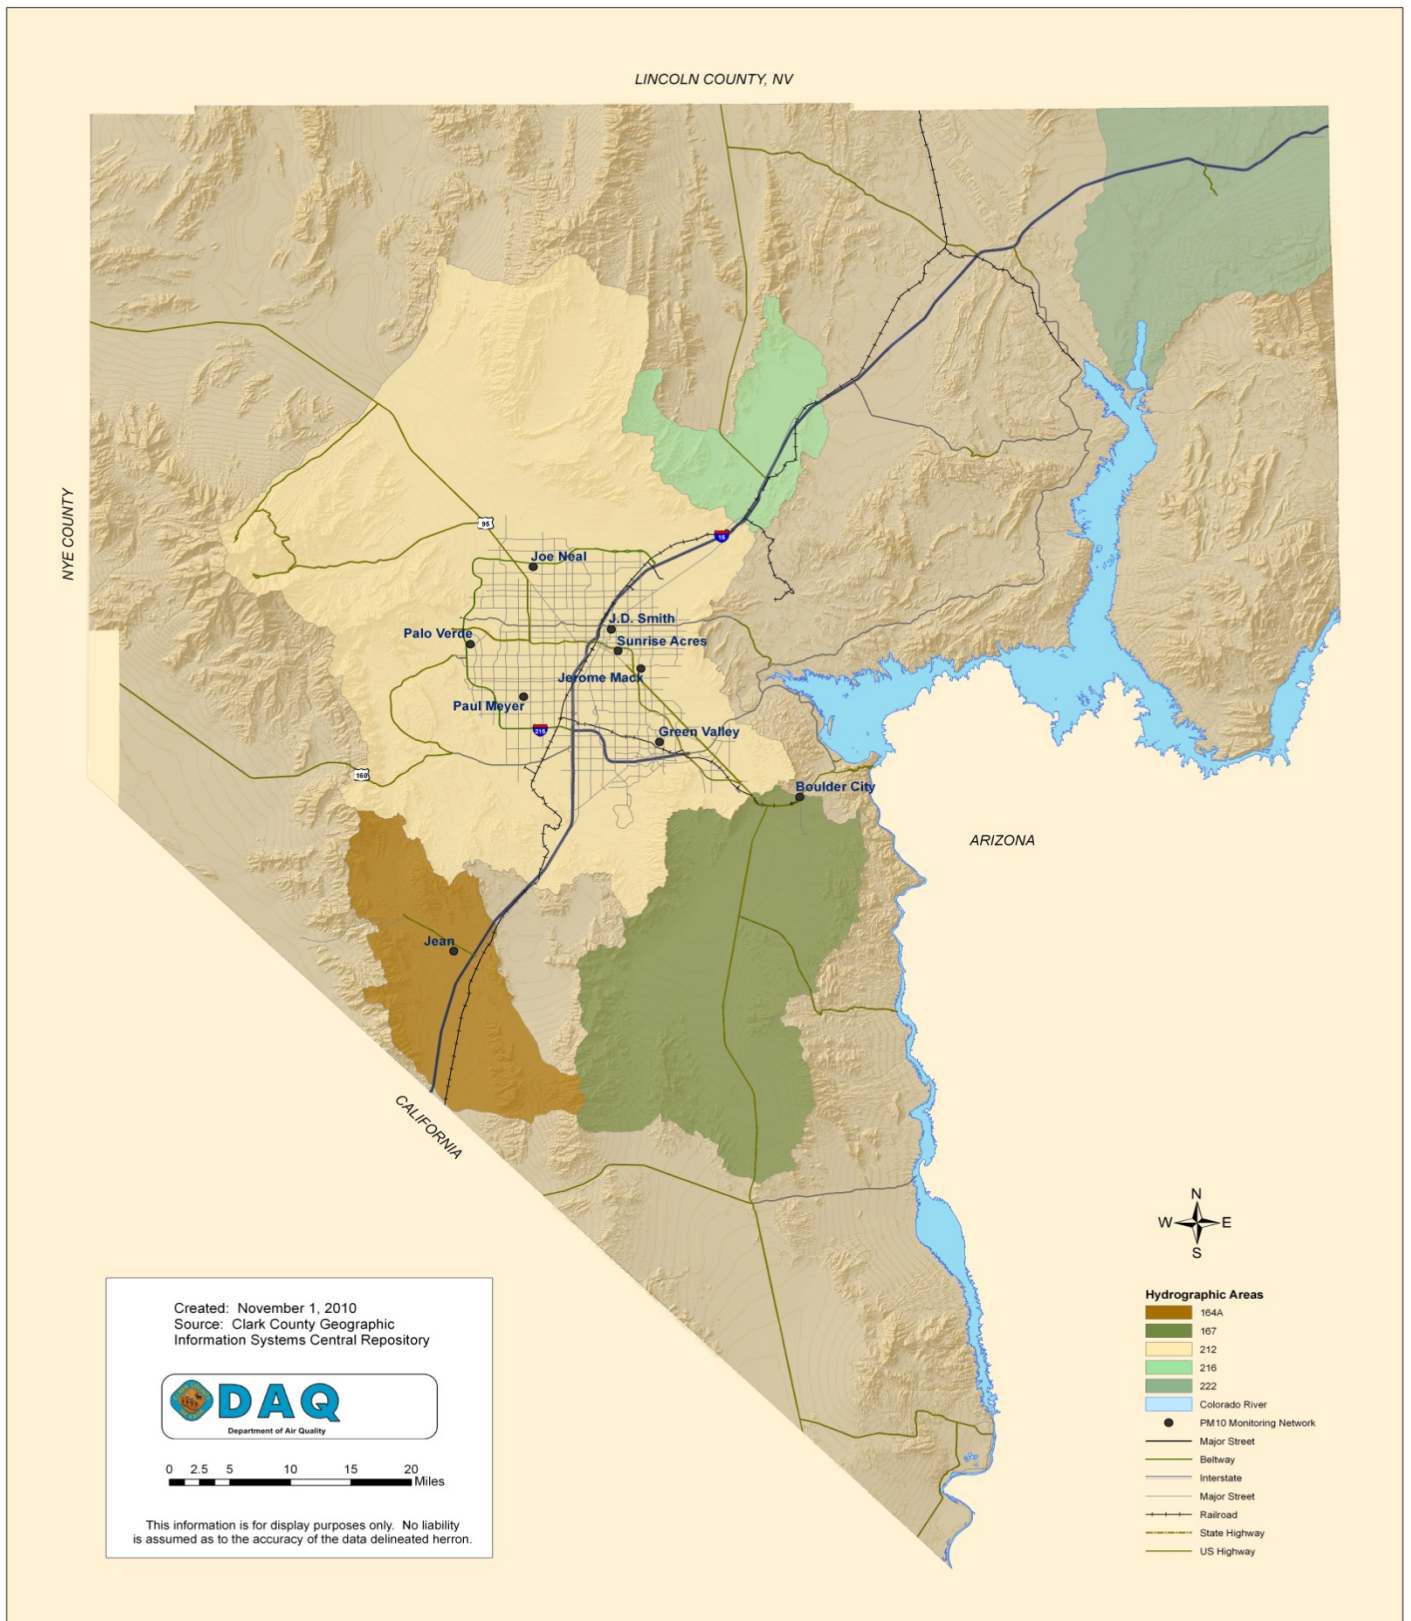 LINCOLN COUNTY, NV
NYE COUNTY
95
15
Joe Neal
J.D. Smith
Palo Verde
Sunrise Acres
Jerome Mack
Paul Meyer
215
Green Valley
160
Boulder City
ARIZONA
Jean
CALIFORNIA
N
W E
S
Hydrographic Areas
164A
167
212
216
222
Colorado River
PM10 Monitoring Network
Major Street
Beltway
Interstate
Major Street
Railroad
State Highway
US Highway
Created: November 1, 2010
Source: Clark County Geographic
Information Systems Central Repository
DAQ
Department of Air Quality
0 2.5 5 10 15 20
Miles
This information is for display purposes only. No liability
is assumed as to the accuracy of the data delineated herron.